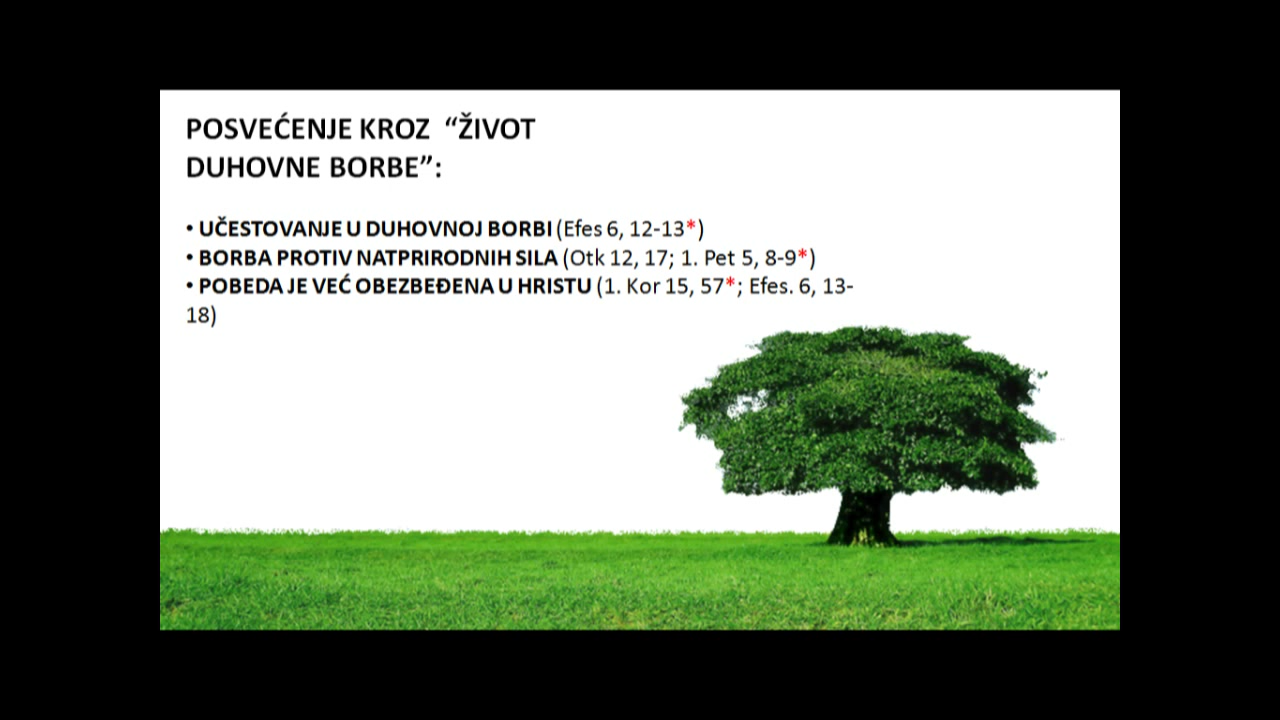 POSVEĆENJE KROZ “ŽIVOT
DUHOVNE BORBE”:
• UČESTOVANJE U DUHOVNOJ BORBI (Efes 6, 12-13*)
• BORBA PROTIV NATPRIRODNIH SILA (Otk 12, 17; 1. Pet 5, 8-9*)
• POBEDA JE VEĆ OBEZBEĐENA U HRISTU (1. Kor 15, 57*; Efes. 6, 13-
18)